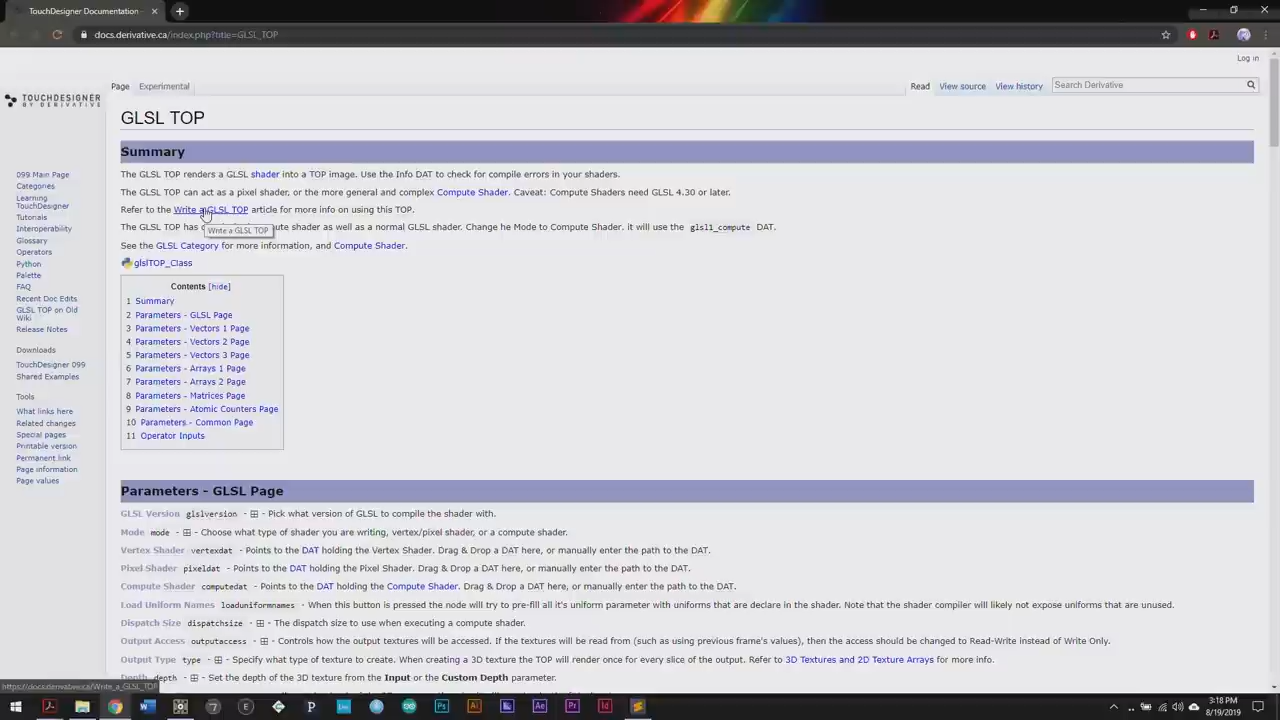 TouchDesigner Documentation -
docs.derivative.ca/index.php?title=GLSL_TOP
Log in
Page
Experimental
Read
View source
View history
Search Derivative
TOUCHDESIGNER
BY DERIVATIVE
GLSL TOP
Summary
The GLSL TOP renders a GLSL shader into a TOP image. Use the Info DAT to check for compile errors in your shaders.
The GLSL TOP can act as a pixel shader, or the more general and complex Compute Shader. Caveat: Compute Shaders need GLSL 4.30 or later.
Refer to the Write a GLSL TOP article for more info on using this TOP.
The GLSL TOP has shader as well as a normal GLSL shader. Change he Mode to Compute Shader. it will use the glsl1_compute DAT.
Write a GLSL TOP
See the GLSL Category for more information, and Compute Shader.
glslTOP_Class
099 Main Page
Categories
Learning
TouchDesigner
Tutorials
Interoperability
Glossary
Operators
Python
Palette
FAQ
Recent Doc Edits
GLSL TOP on Old
Wiki
Release Notes
Downloads
TouchDesigner 099
Shared Examples
Tools
What links here
Related changes
Special pages
Printable version
Permanent link
Page information
Page values
Contents [hide]
1 Summary
2 Parameters - GLSL Page
3 Parameters - Vectors 1 Page
4 Parameters - Vectors 2 Page
5 Parameters - Vectors 3 Page
6 Parameters - Arrays 1 Page
7 Parameters - Arrays 2 Page
8 Parameters - Matrices Page
9 Parameters - Atomic Counters Page
10 Parameters - Common Page
11 Operator Inputs
Parameters - GLSL Page
GLSL Version glslversion - Pick what version of GLSL to compile the shader with.
Mode mode - Choose what type of shader you are writing, vertex/pixel shader, or a compute shader.
Vertex Shader vertexdat - Points to the DAT holding the Vertex Shader. Drag & Drop a DAT here, or manually enter the path to the DAT.
Pixel Shader pixeldat - Points to the DAT holding the Pixel Shader. Drag & Drop a DAT here, or manually enter the path to the DAT.
Compute Shader computedat - Points to the DAT holding the Compute Shader. Drag & Drop a DAT here, or manually enter the path to the DAT.
Load Uniform Names loaduniformnames - When this button is pressed the node will try to pre-fill all it's uniform parameter with uniforms that are declare in the shader. Note that the shader compiler will likely not expose uniforms that are unused.
Dispatch Size dispatchsize - The dispatch size to use when executing a compute shader.
Output Access outputaccess - Controls how the output textures will be accessed. If the textures will be read from (such as using previous frame's values), then the access should be changed to Read-Write instead of Write Only.
Output Type type - Specify what type of texture to create. When creating a 3D texture the TOP will render once for every slice of the output. Refer to 3D Textures and 2D Texture Arrays for more info.
Depth depth - Set the depth of the 3D texture from the Input or the Custom Depth parameter.
https://docs.derivative.ca/Write_a_GLSL_TOP
3:18 PM
8/19/2019